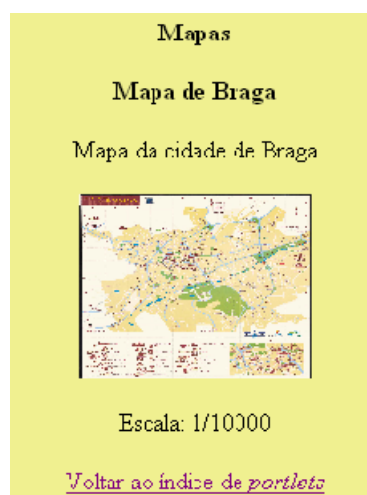 Mapas
Mapa de Braga
Mapa da cidade de Braga
Escala: 1/10000
Voltar ao índice de portlets